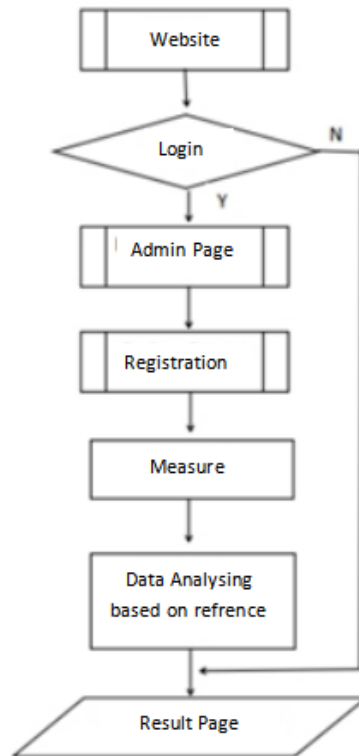 Website
Login
N
Y
Admin Page
Registration
Measure
Data Analysing
based on refrence
Result Page